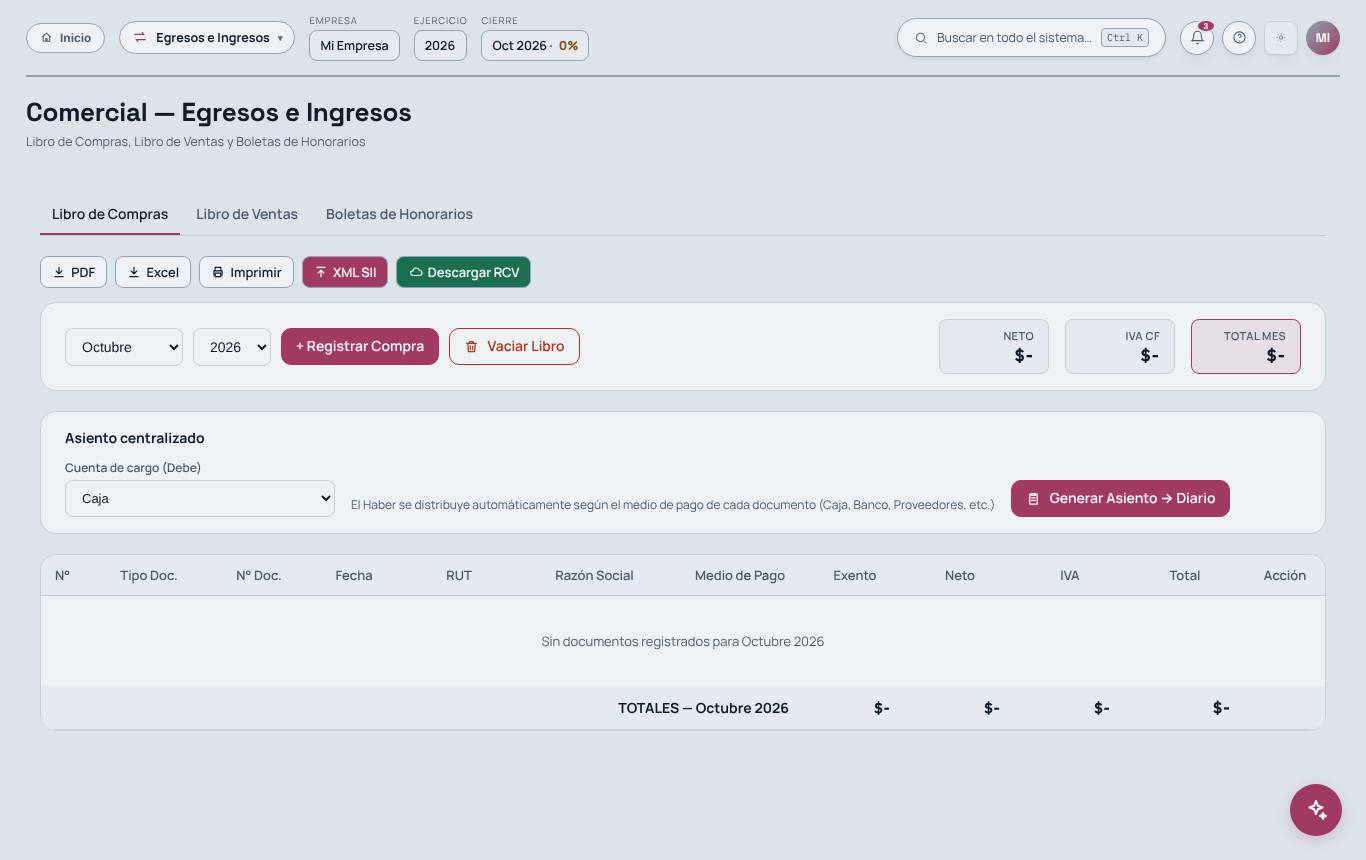 Inicio
Egresos e Ingresos ▾
EMPRESA
Mi Empresa
EJERCICIO
2026
CIERRE
Oct 2026 · 0%
Buscar en todo el sistema... Ctrl K
3
MI
Comercial — Egresos e Ingresos
Libro de Compras, Libro de Ventas y Boletas de Honorarios
Libro de Compras Libro de Ventas Boletas de Honorarios
PDF Excel Imprimir XML SII Descargar RCV
Octubre 2026 + Registrar Compra Vaciar Libro
NETO
$-
IVA CF
$-
TOTAL MES
$-
Asiento centralizado
Cuenta de cargo (Debe)
Caja
El Haber se distribuye automáticamente según el medio de pago de cada documento (Caja, Banco, Proveedores, etc.)
Generar Asiento → Diario
N° Tipo Doc. N° Doc. Fecha RUT Razón Social Medio de Pago Exento Neto IVA Total Acción
Sin documentos registrados para Octubre 2026
TOTALES — Octubre 2026 $- $- $- $-